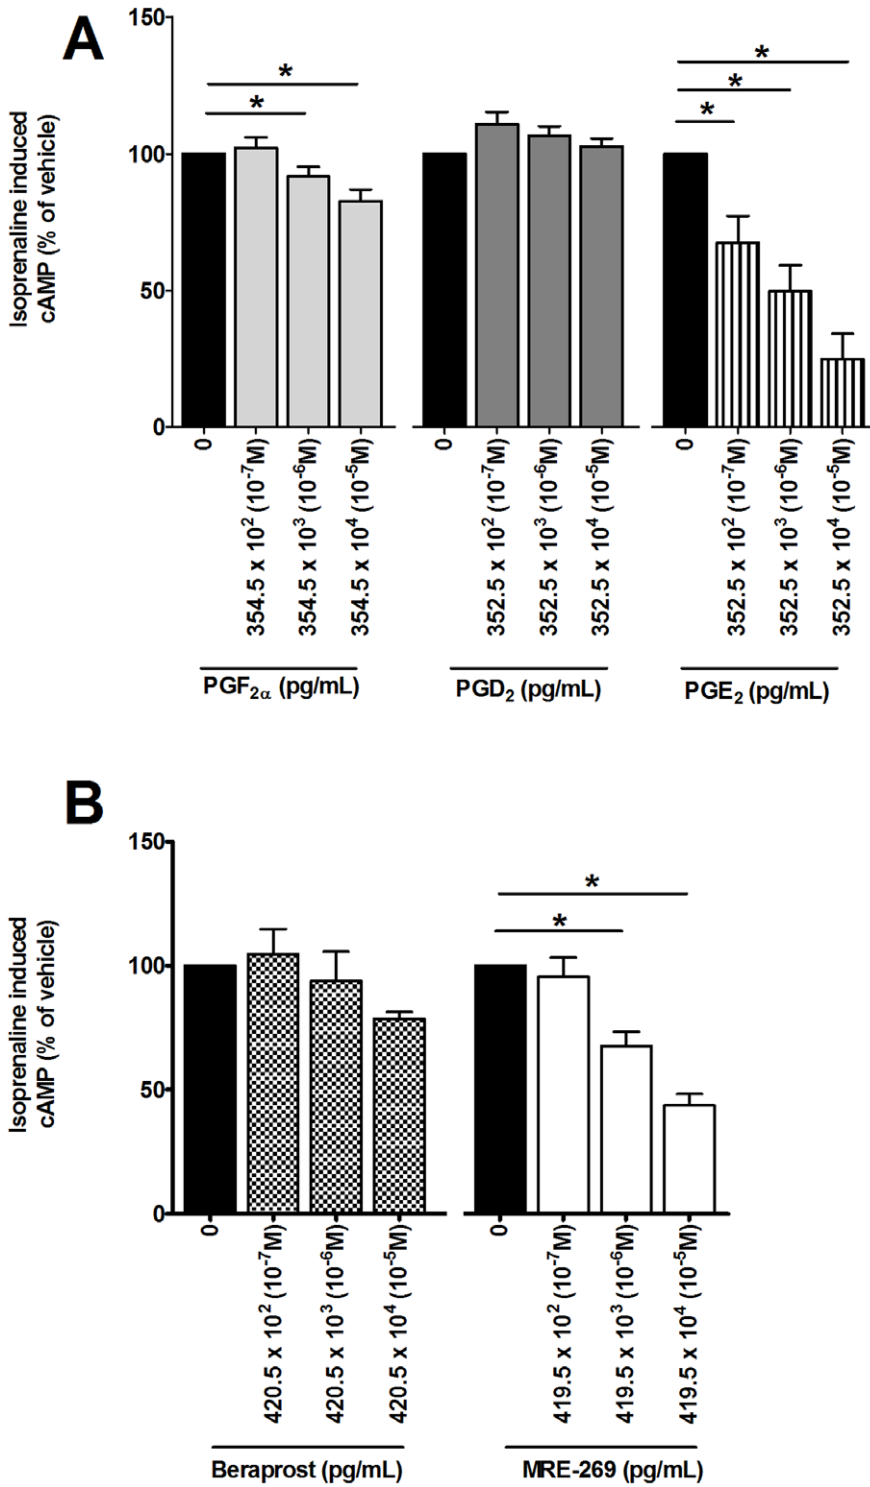 A
Isoprenaline induced
cAMP (% of vehicle)
150
100
50
0
*
*
*
*
*
0
354.5 x 10² (10⁻⁷M)
354.5 x 10³ (10⁻⁶M)
354.5 x 10⁴ (10⁻⁵M)
0
352.5 x 10² (10⁻⁷M)
352.5 x 10³ (10⁻⁶M)
352.5 x 10⁴ (10⁻⁵M)
0
352.5 x 10² (10⁻⁷M)
352.5 x 10³ (10⁻⁶M)
352.5 x 10⁴ (10⁻⁵M)
PGF₂α (pg/mL)
PGD₂ (pg/mL)
PGE₂ (pg/mL)
B
Isoprenaline induced
cAMP (% of vehicle)
150
100
50
0
*
*
0
420.5 x 10² (10⁻⁷M)
420.5 x 10³ (10⁻⁶M)
420.5 x 10⁴ (10⁻⁵M)
0
419.5 x 10² (10⁻⁷M)
419.5 x 10³ (10⁻⁶M)
419.5 x 10⁴ (10⁻⁵M)
Beraprost (pg/mL)
MRE-269 (pg/mL)